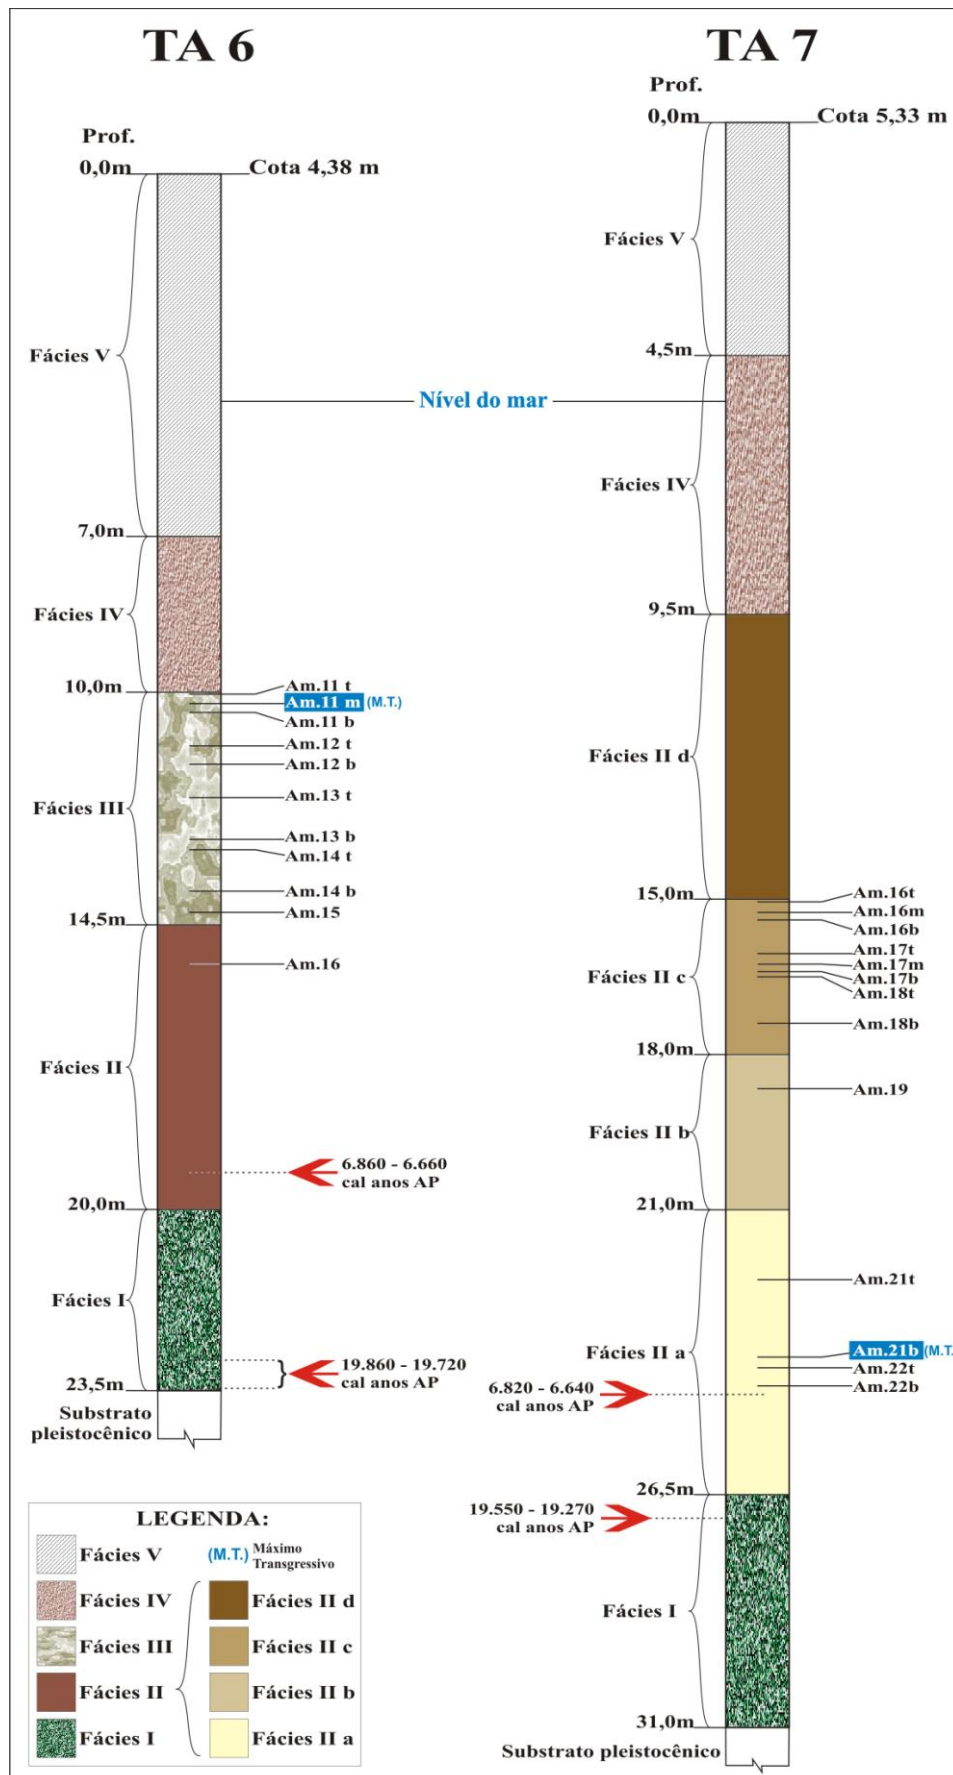 TA 6
Prof.
0,0m
Cota 4,38 m
Fácies V
7,0m
Fácies IV
10,0m
Am.11 t
Am.11 m (M.T.)
Am.11 b
Am.12 t
Am.12 b
Am.13 t
Fácies III
Am.13 b
Am.14 t
Am.14 b
Am.15
14,5m
Am.16
Fácies II
6.860 - 6.660
cal anos AP
20,0m
Fácies I
19.860 - 19.720
cal anos AP
23,5m
Substrato
pleistocênico
Nível do mar
TA 7
Prof.
0,0m
Cota 5,33 m
Fácies V
4,5m
Fácies IV
9,5m
Fácies II d
15,0m
Am.16t
Am.16m
Am.16b
Am.17t
Am.17m
Am.17b
Am.18t
Fácies II c
Am.18b
18,0m
Am.19
Fácies II b
21,0m
Am.21t
Fácies II a
Am.21b (M.T.
Am.22t
Am.22b
6.820 - 6.640
cal anos AP
26,5m
19.550 - 19.270
cal anos AP
Fácies I
31,0m
Substrato pleistocênico
LEGENDA:
Fácies V
(M.T.) Máximo
Transgressivo
Fácies IV
Fácies II d
Fácies III
Fácies II c
Fácies II
Fácies II b
Fácies I
Fácies II a